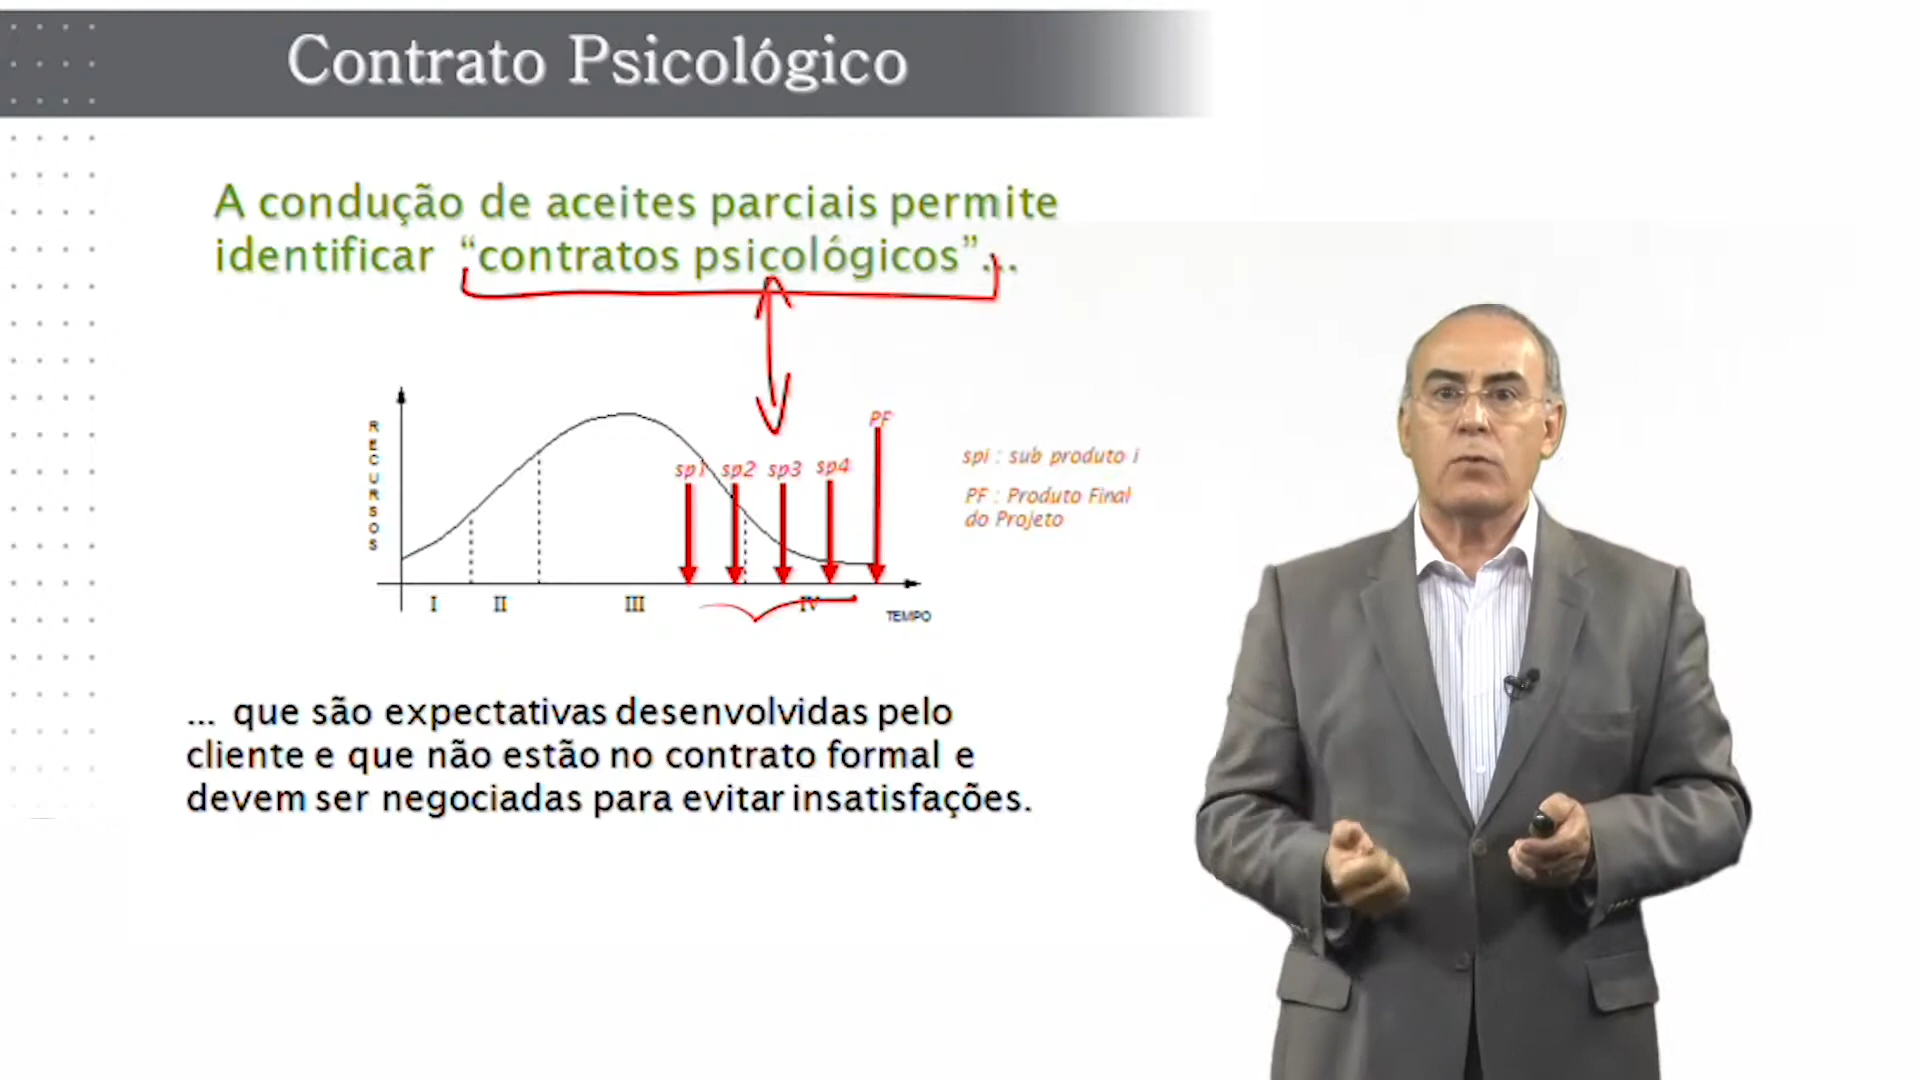 Contrato Psicológico
A condução de aceites parciais permite
identificar “contratos psicológicos”...
RECURSOS
sp1 sp2 sp3 sp4 PF
spi : sub produto i
PF : Produto Final
do Projeto
I II III IV
TEMPO
... que são expectativas desenvolvidas pelo
cliente e que não estão no contrato formal e
devem ser negociadas para evitar insatisfações.